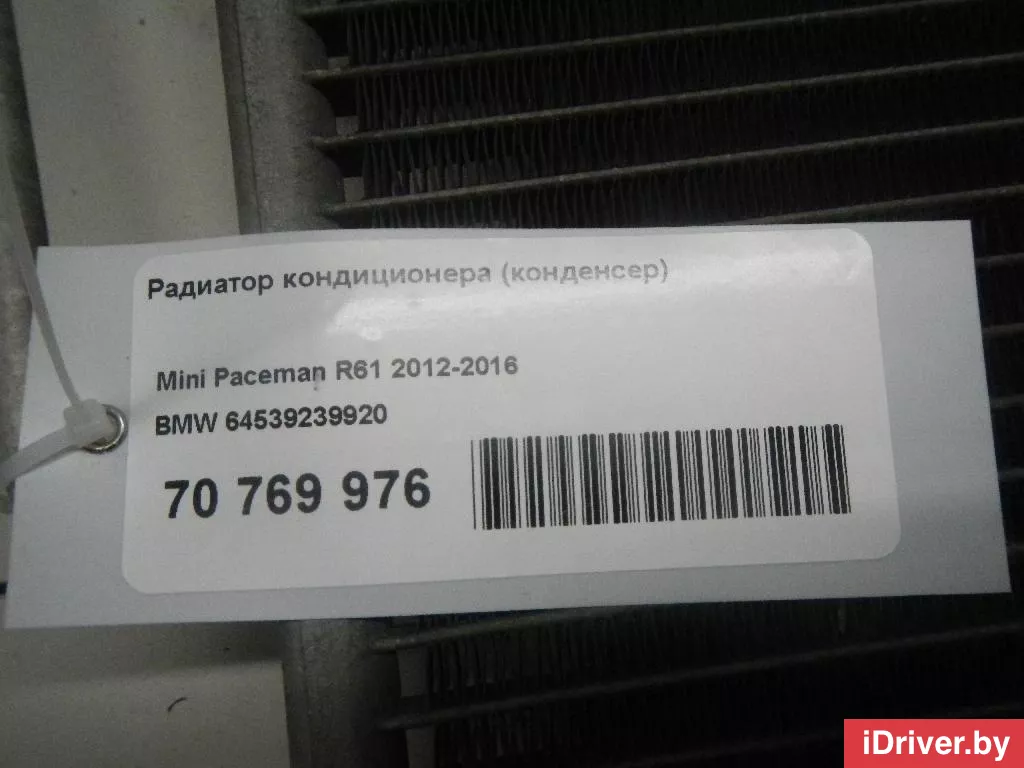 Радиатор кондиционера (конденсер)
Mini Paceman R61 2012-2016
BMW 64539239920
70 769 976
iDriver.by